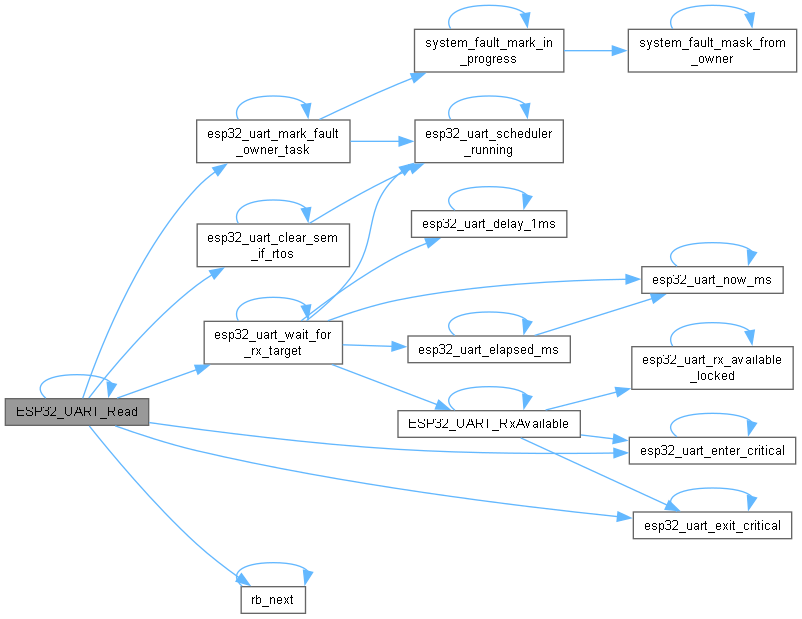 system_fault_mark_in
_progress
system_fault_mask_from
_owner
esp32_uart_mark_fault
_owner_task
esp32_uart_scheduler
_running
esp32_uart_clear_sem
_if_rtos
esp32_uart_delay_1ms
esp32_uart_now_ms
esp32_uart_wait_for
_rx_target
esp32_uart_elapsed_ms
esp32_uart_rx_available
_locked
ESP32_UART_Read
ESP32_UART_RxAvailable
esp32_uart_enter_critical
esp32_uart_exit_critical
rb_next